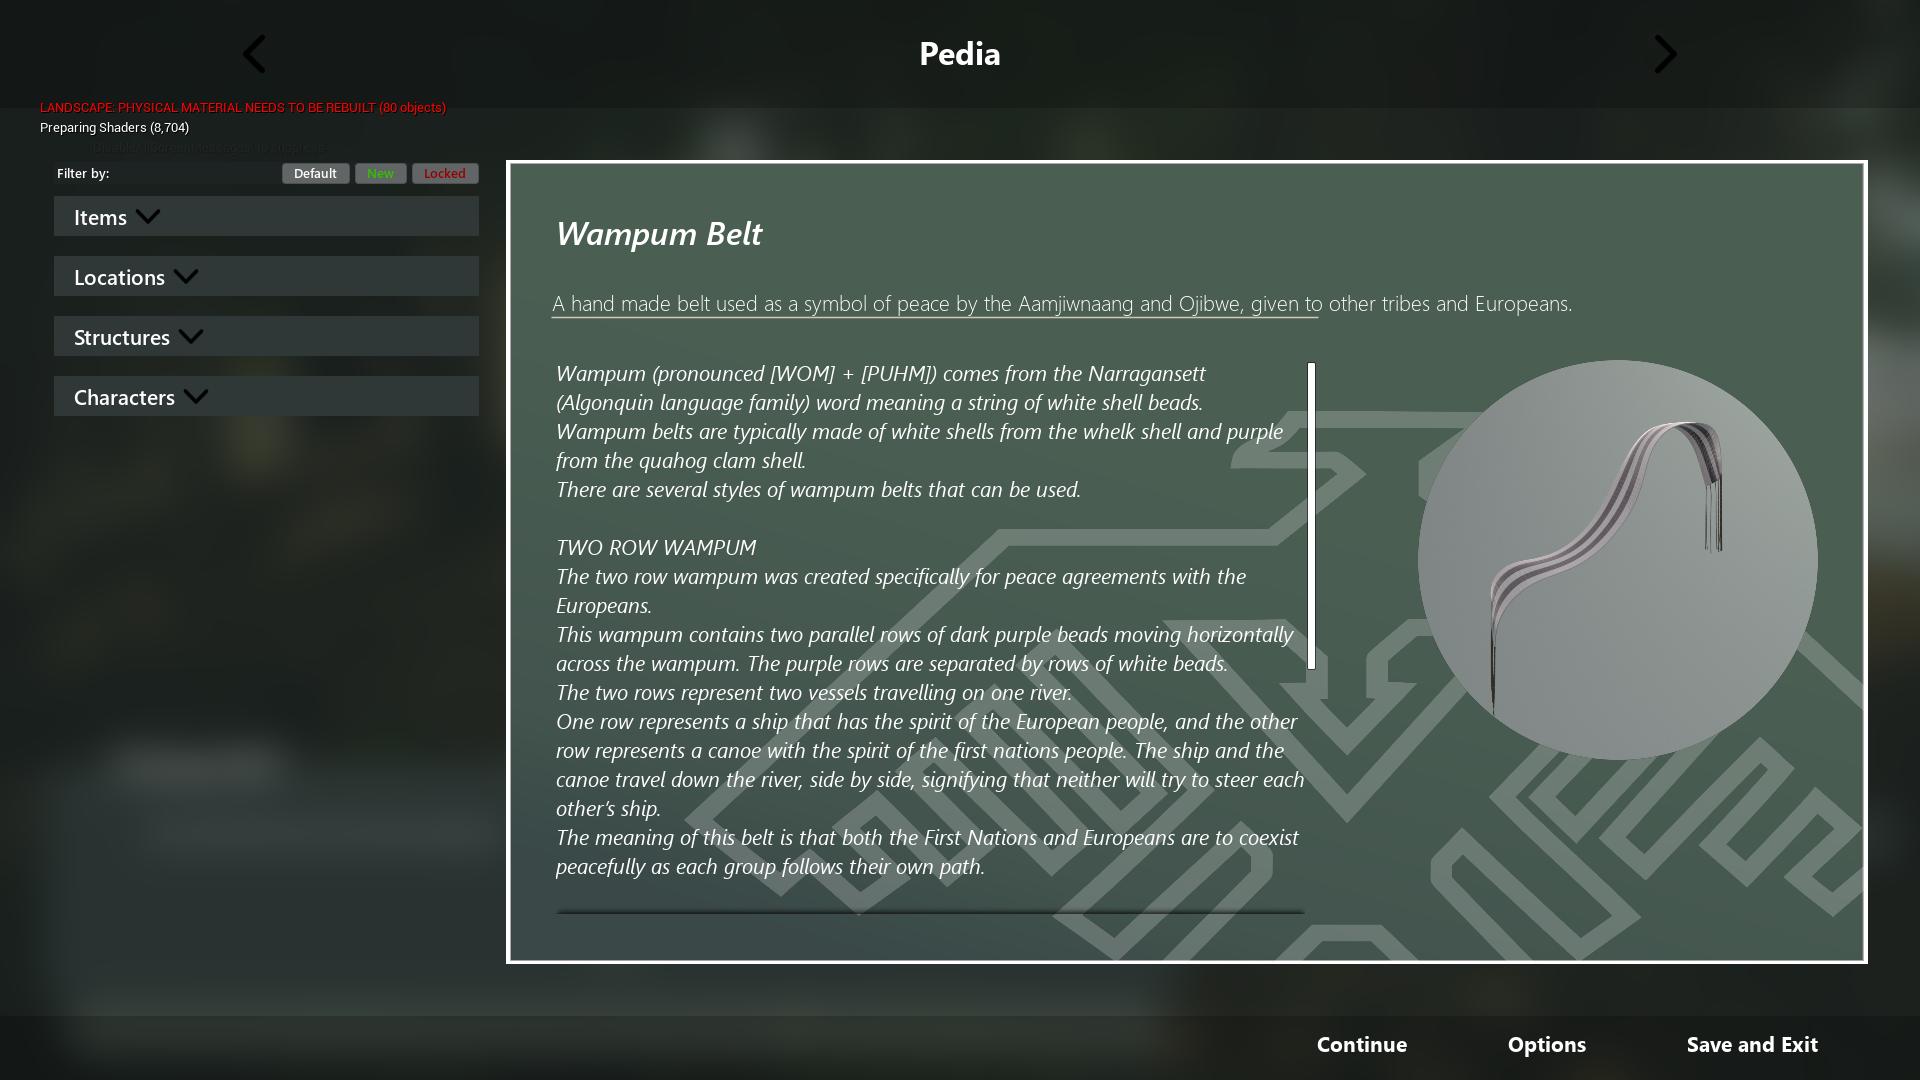 Pedia
LANDSCAPE: PHYSICAL MATERIAL NEEDS TO BE REBUILT (80 objects)
Preparing Shaders (8,704)
Filter by:
Default
New
Locked
Items
Locations
Structures
Characters
Wampum Belt
A hand made belt used as a symbol of peace by the Aamjiwnaang and Ojibwe, given to other tribes and Europeans.
Wampum (pronounced [WOM] + [PUHM]) comes from the Narragansett
(Algonquin language family) word meaning a string of white shell beads.
Wampum belts are typically made of white shells from the whelk shell and purple
from the quahog clam shell.
There are several styles of wampum belts that can be used.
TWO ROW WAMPUM
The two row wampum was created specifically for peace agreements with the
Europeans.
This wampum contains two parallel rows of dark purple beads moving horizontally
across the wampum. The purple rows are separated by rows of white beads.
The two rows represent two vessels travelling on one river.
One row represents a ship that has the spirit of the European people, and the other
row represents a canoe with the spirit of the first nations people. The ship and the
canoe travel down the river, side by side, signifying that neither will try to steer each
other's ship.
The meaning of this belt is that both the First Nations and Europeans are to coexist
peacefully as each group follows their own path.
Continue
Options
Save and Exit